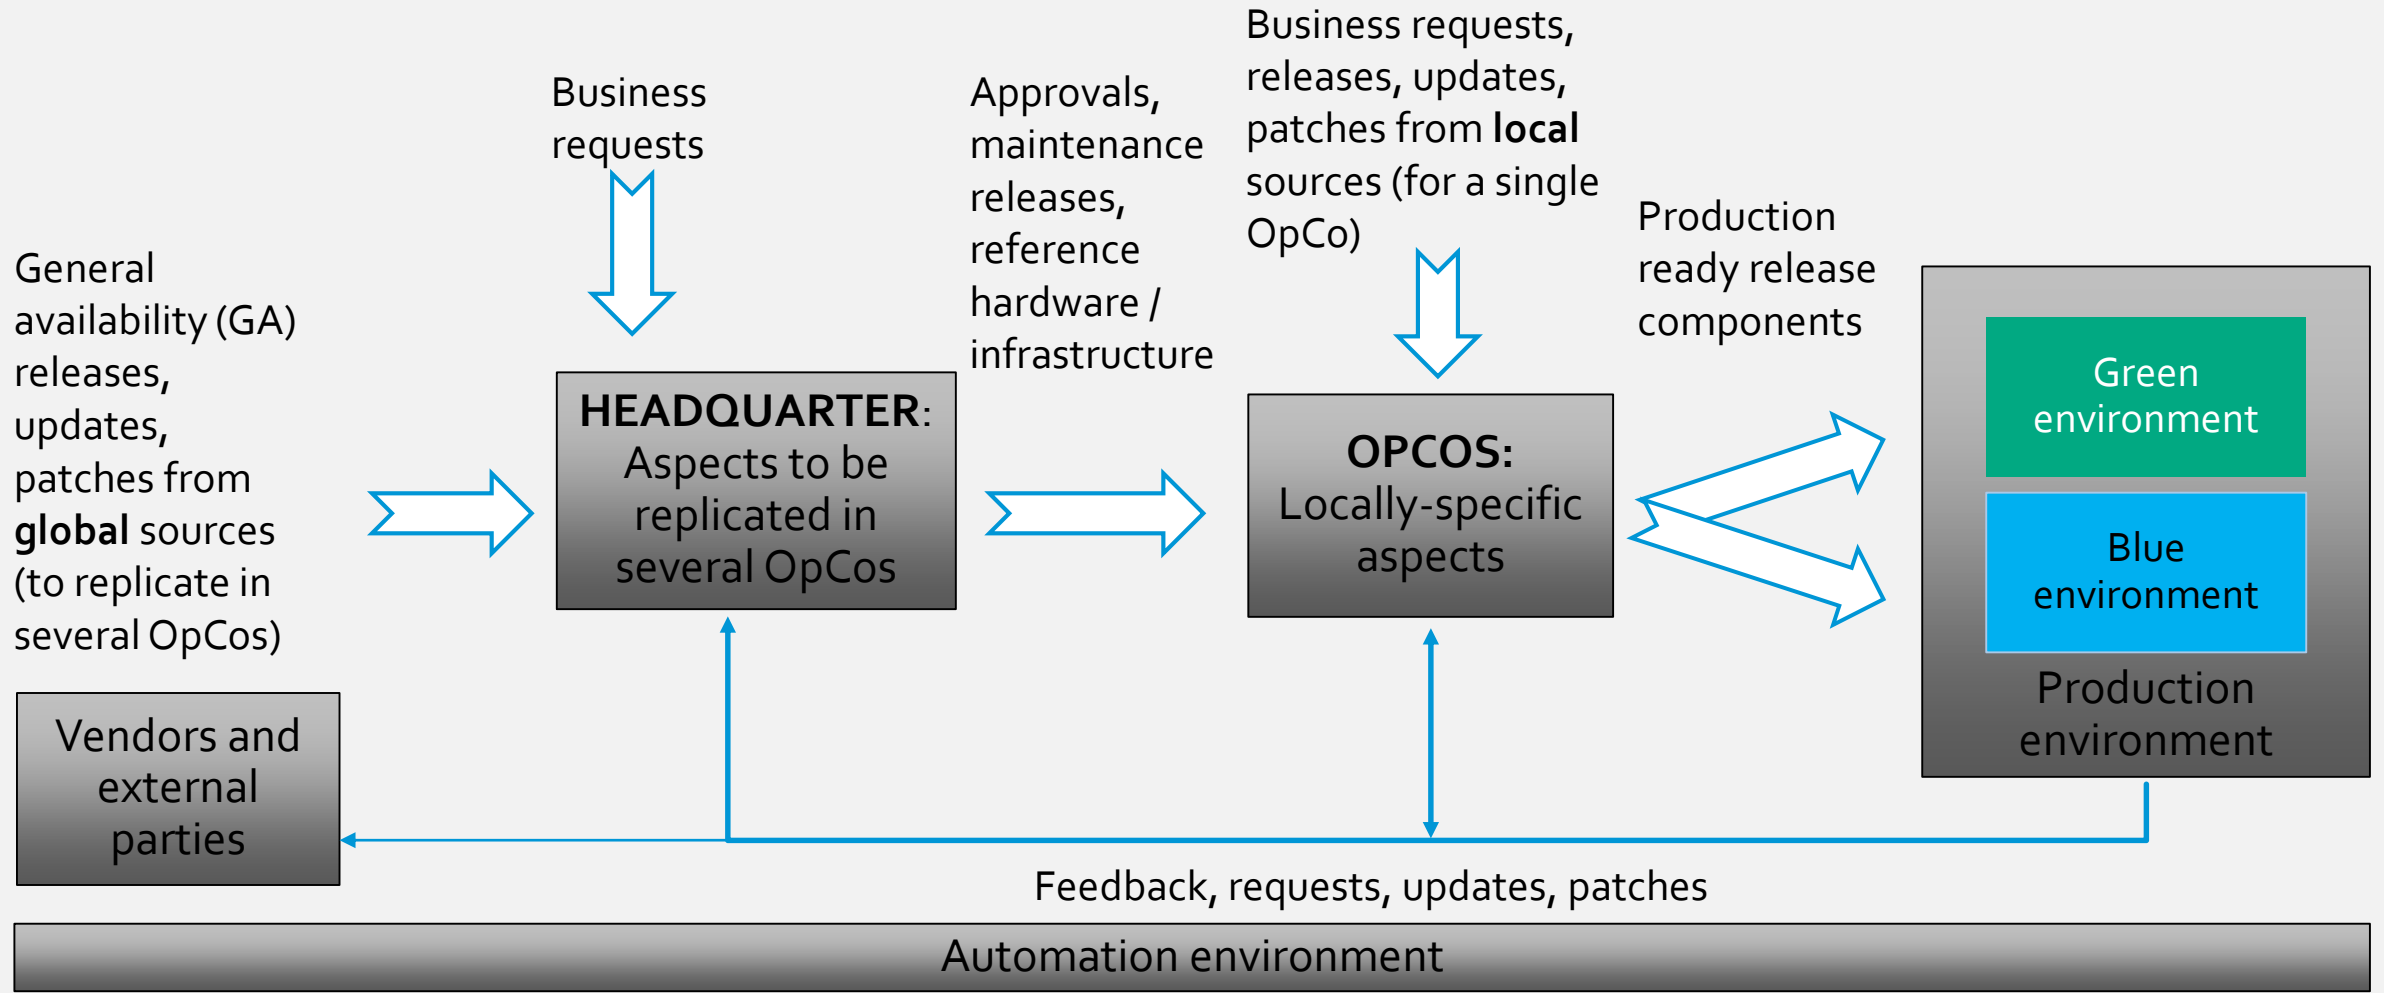 General
availability (GA)
releases,
updates,
patches from
global sources
(to replicate in
several OpCos)
Vendors and
external
parties
Business
requests
HEADQUARTER:
Aspects to be
replicated in
several OpCos
Approvals,
maintenance
releases,
reference
hardware /
infrastructure
Business requests,
releases, updates,
patches from local
sources (for a single
OpCo)
OPCOS:
Locally-specific
aspects
Production
ready release
components
Green
environment
Blue
environment
Production
environment
Feedback, requests, updates, patches
Automation environment